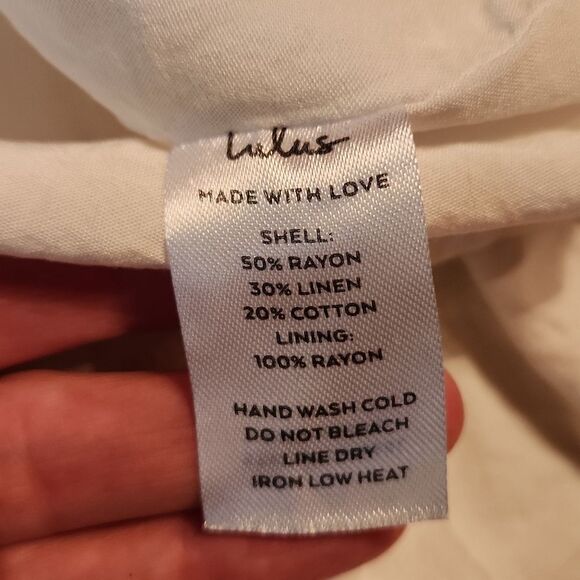 Lulus
MADE WITH LOVE
SHELL:
50% RAYON
30% LINEN
20% COTTON
LINING:
100% RAYON
HAND WASH COLD
DO NOT BLEACH
LINE DRY
IRON LOW HEAT